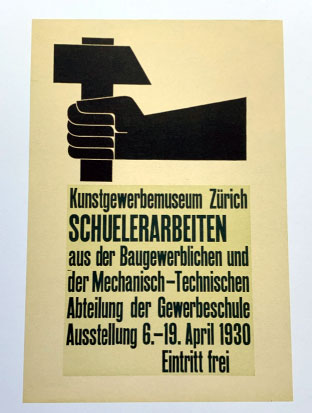 Kunstgewerbemuseum Zürich
SCHUELERARBEITEN
aus der Baugewerblichen und
der Mechanisch-Technischen
Abteilung der Gewerbeschule
Ausstellung 6.-19. April 1930
Eintritt frei